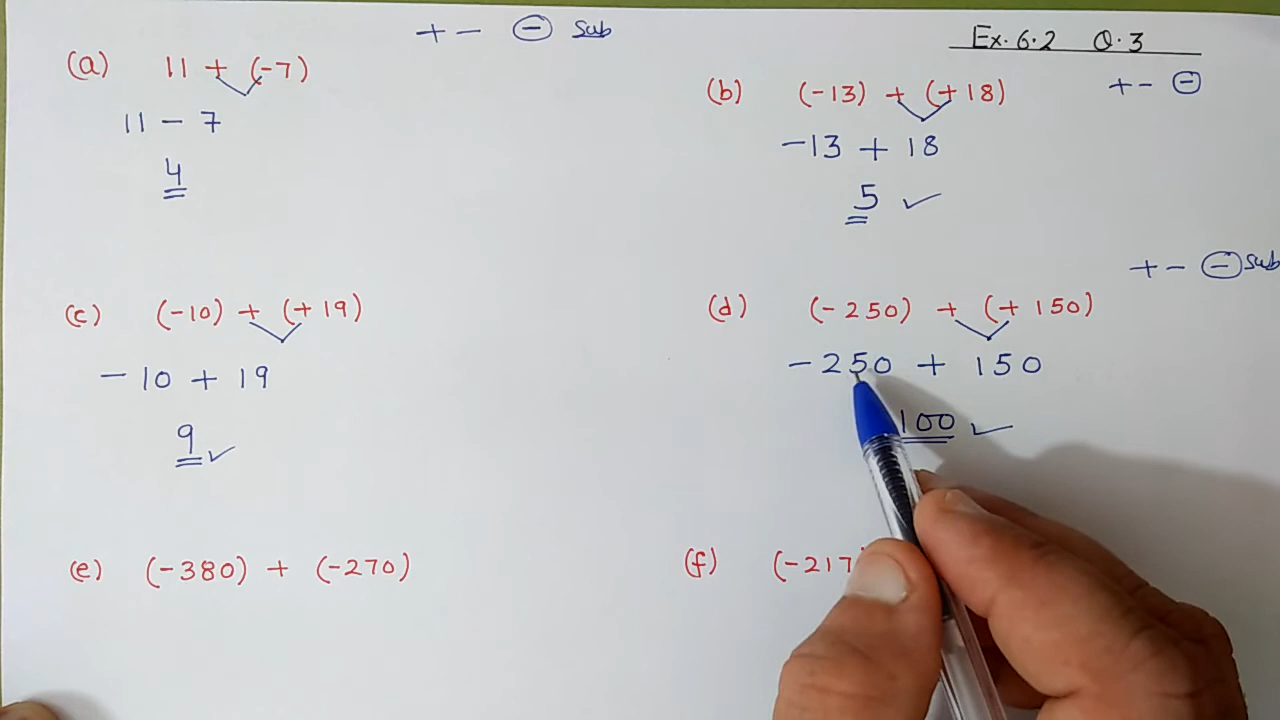 + - ⊖ sub
Ex. 6.2 Q.3
(a) 11 + (-7)
11 - 7
4
(b) (-13) + (+18)
+ - ⊖
-13 + 18
5 ✓
(c) (-10) + (+19)
-10 + 19
9 ✓
+ - ⊖ sub
(d) (-250) + (+150)
-250 + 150
100 ✓
(e) (-380) + (-270)
(f) (-217